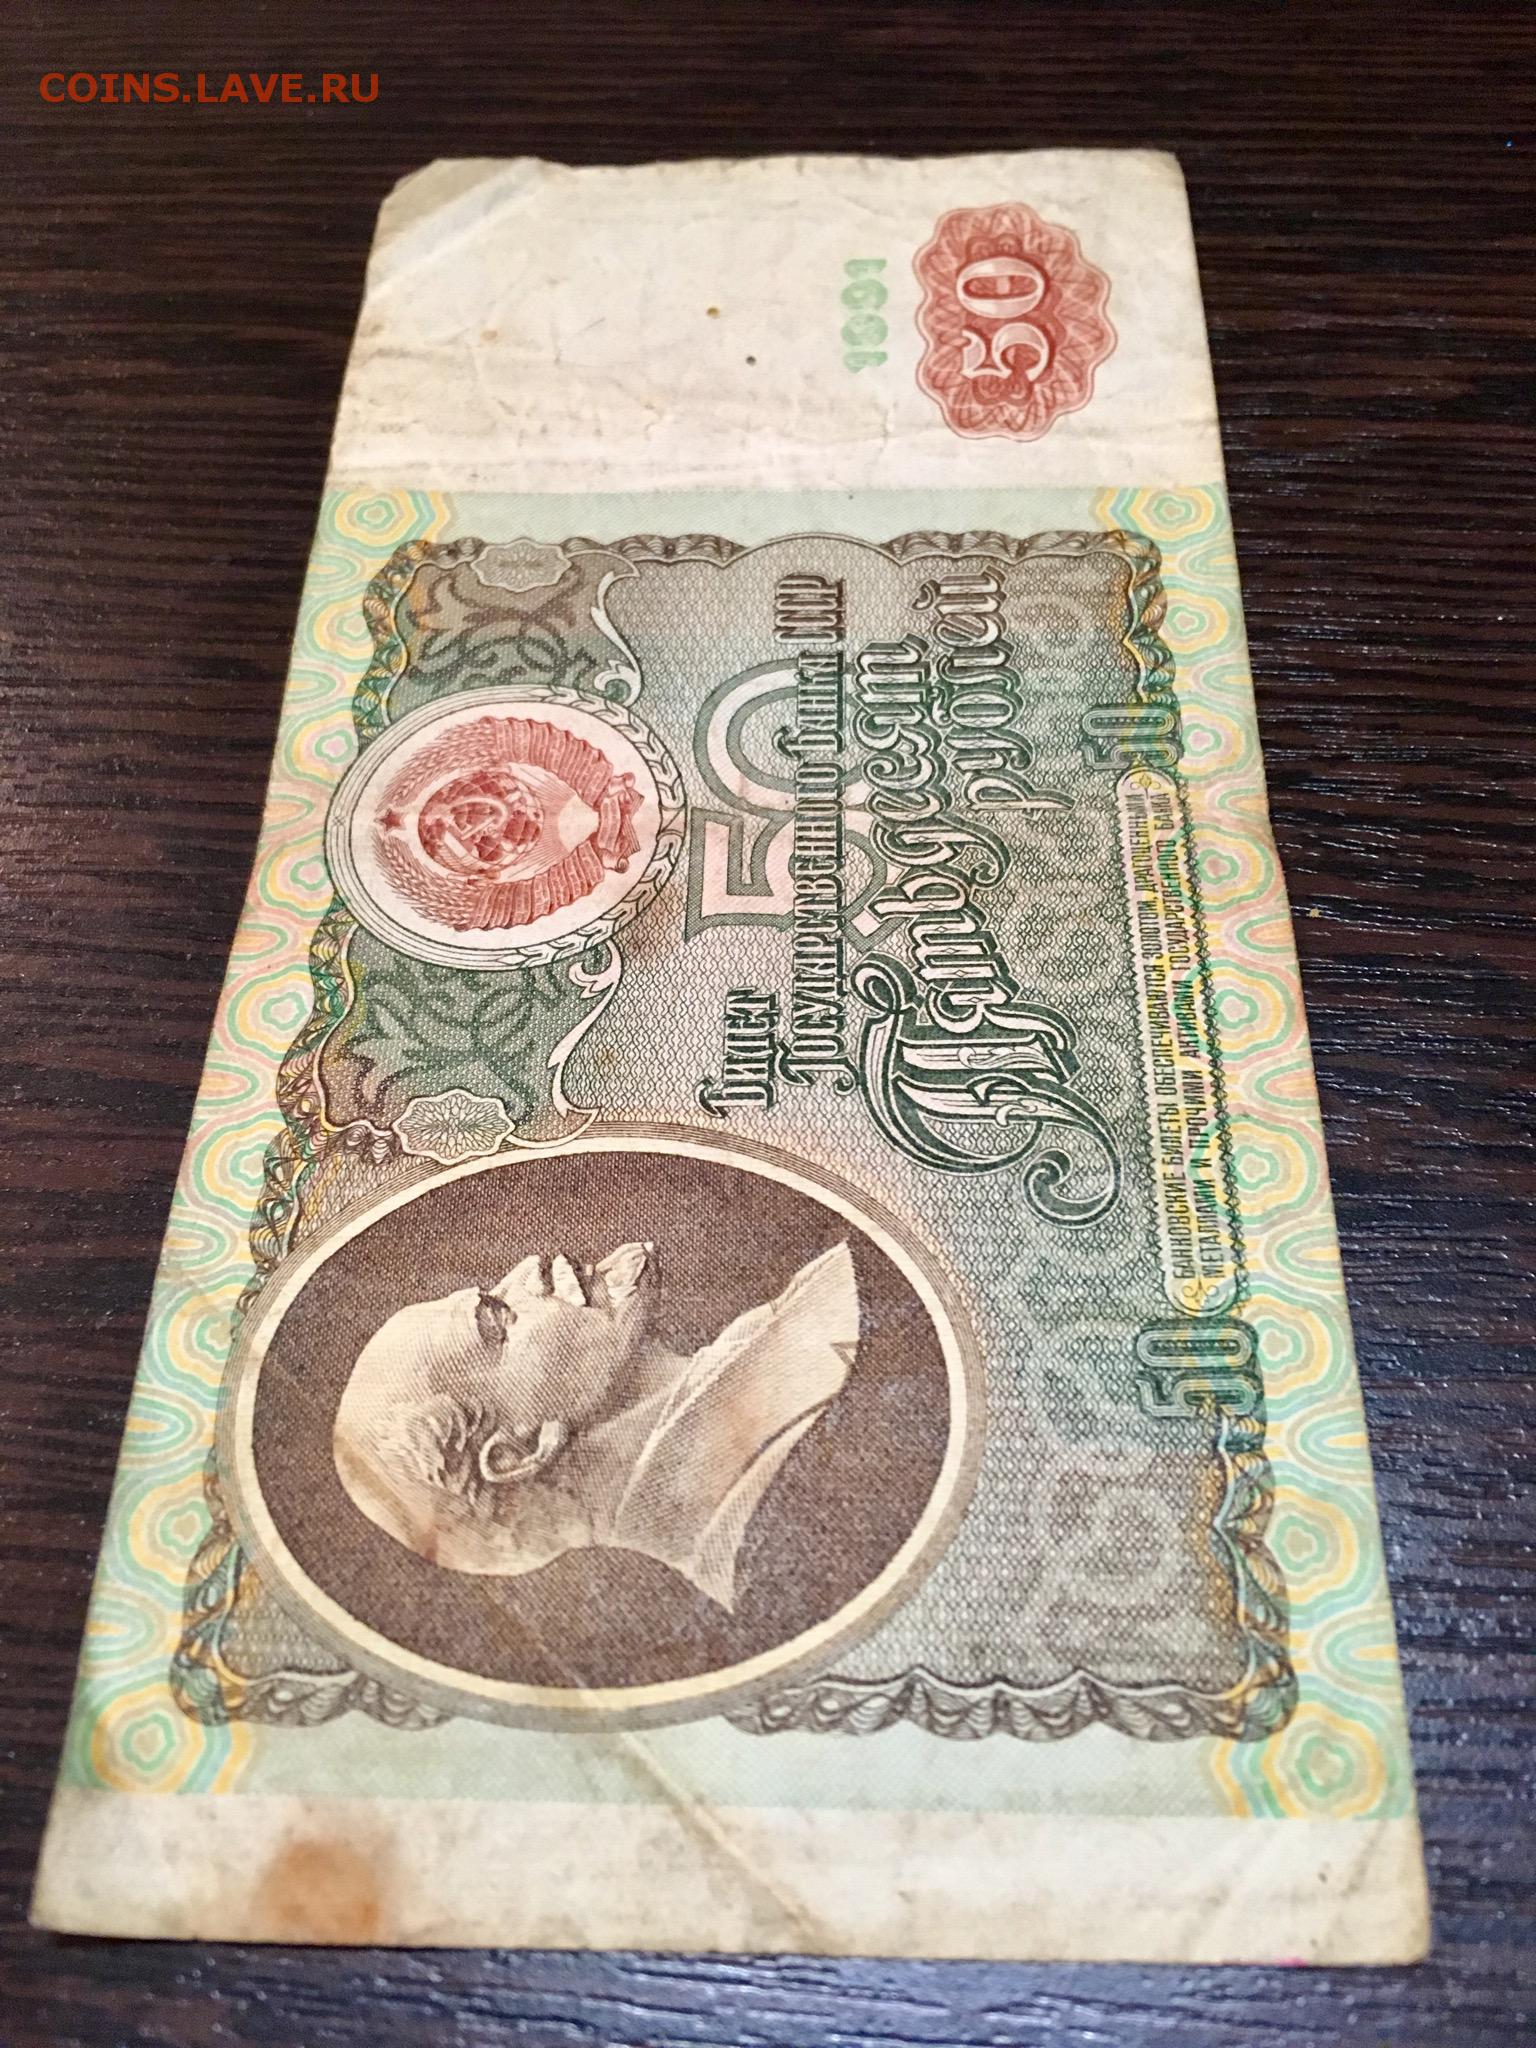 COINS.LAVE.RU
50
1991
50
Билет
Государственного Банка СССР
Пятьдесят
рублей
50
БАНКОВСКИЕ БИЛЕТЫ ОБЕСПЕЧИВАЮТСЯ ЗОЛОТОМ, ДРАГОЦЕННЫМИ
МЕТАЛЛАМИ И ПРОЧИМИ АКТИВАМИ ГОСУДАРСТВЕННОГО БАНКА
50